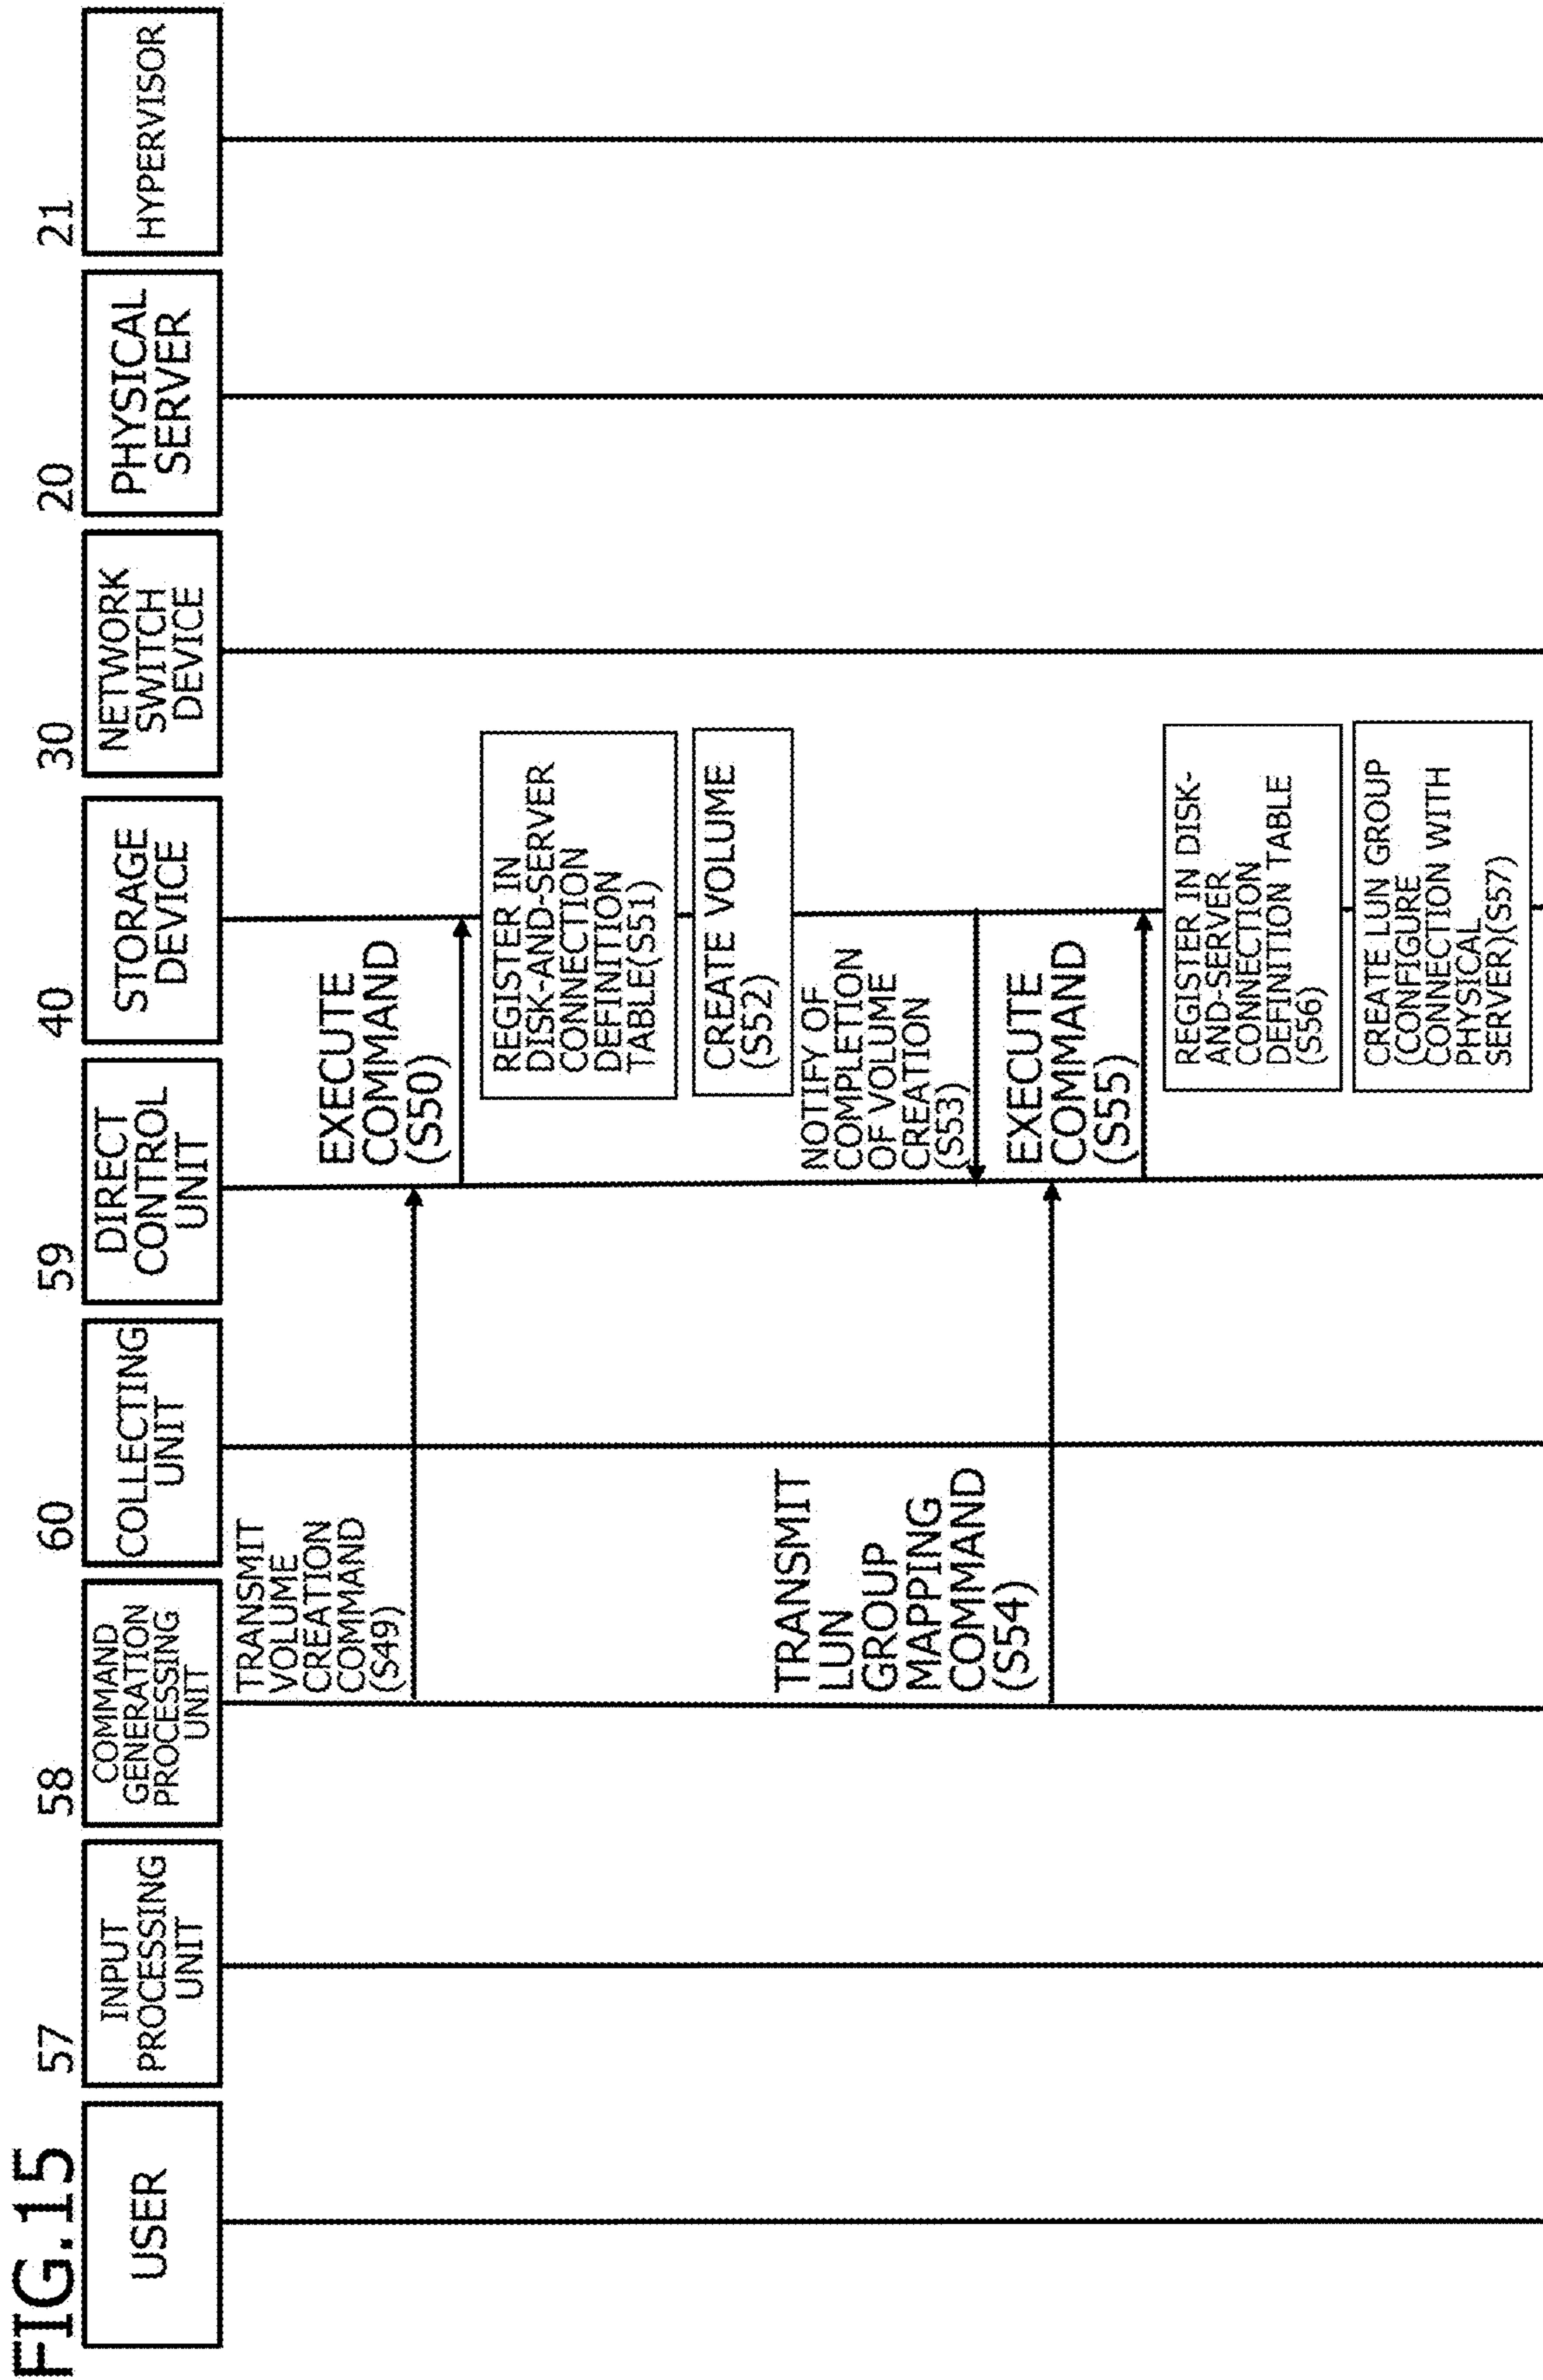 FIG.15
USER
57
INPUT
PROCESSING
UNIT
58
COMMAND
GENERATION
PROCESSING
UNIT
60
COLLECTING
UNIT
59
DIRECT
CONTROL
UNIT
40
STORAGE
DEVICE
30
NETWORK
SWITCH
DEVICE
20
PHYSICAL
SERVER
21
HYPERVISOR
TRANSMIT
VOLUME
CREATION
COMMAND
(S49)
EXECUTE
COMMAND
(S50)
REGISTER IN
DISK-AND-SERVER
CONNECTION
DEFINITION
TABLE(S51)
CREATE VOLUME
(S52)
NOTIFY OF
COMPLETION
OF VOLUME
CREATION
(S53)
TRANSMIT
LUN
GROUP
MAPPING
COMMAND
(S54)
EXECUTE
COMMAND
(S55)
REGISTER IN DISK-
AND-SERVER
CONNECTION
DEFINITION TABLE
(S56)
CREATE LUN GROUP
(CONFIGURE
CONNECTION WITH
PHYSICAL
SERVER)(S57)